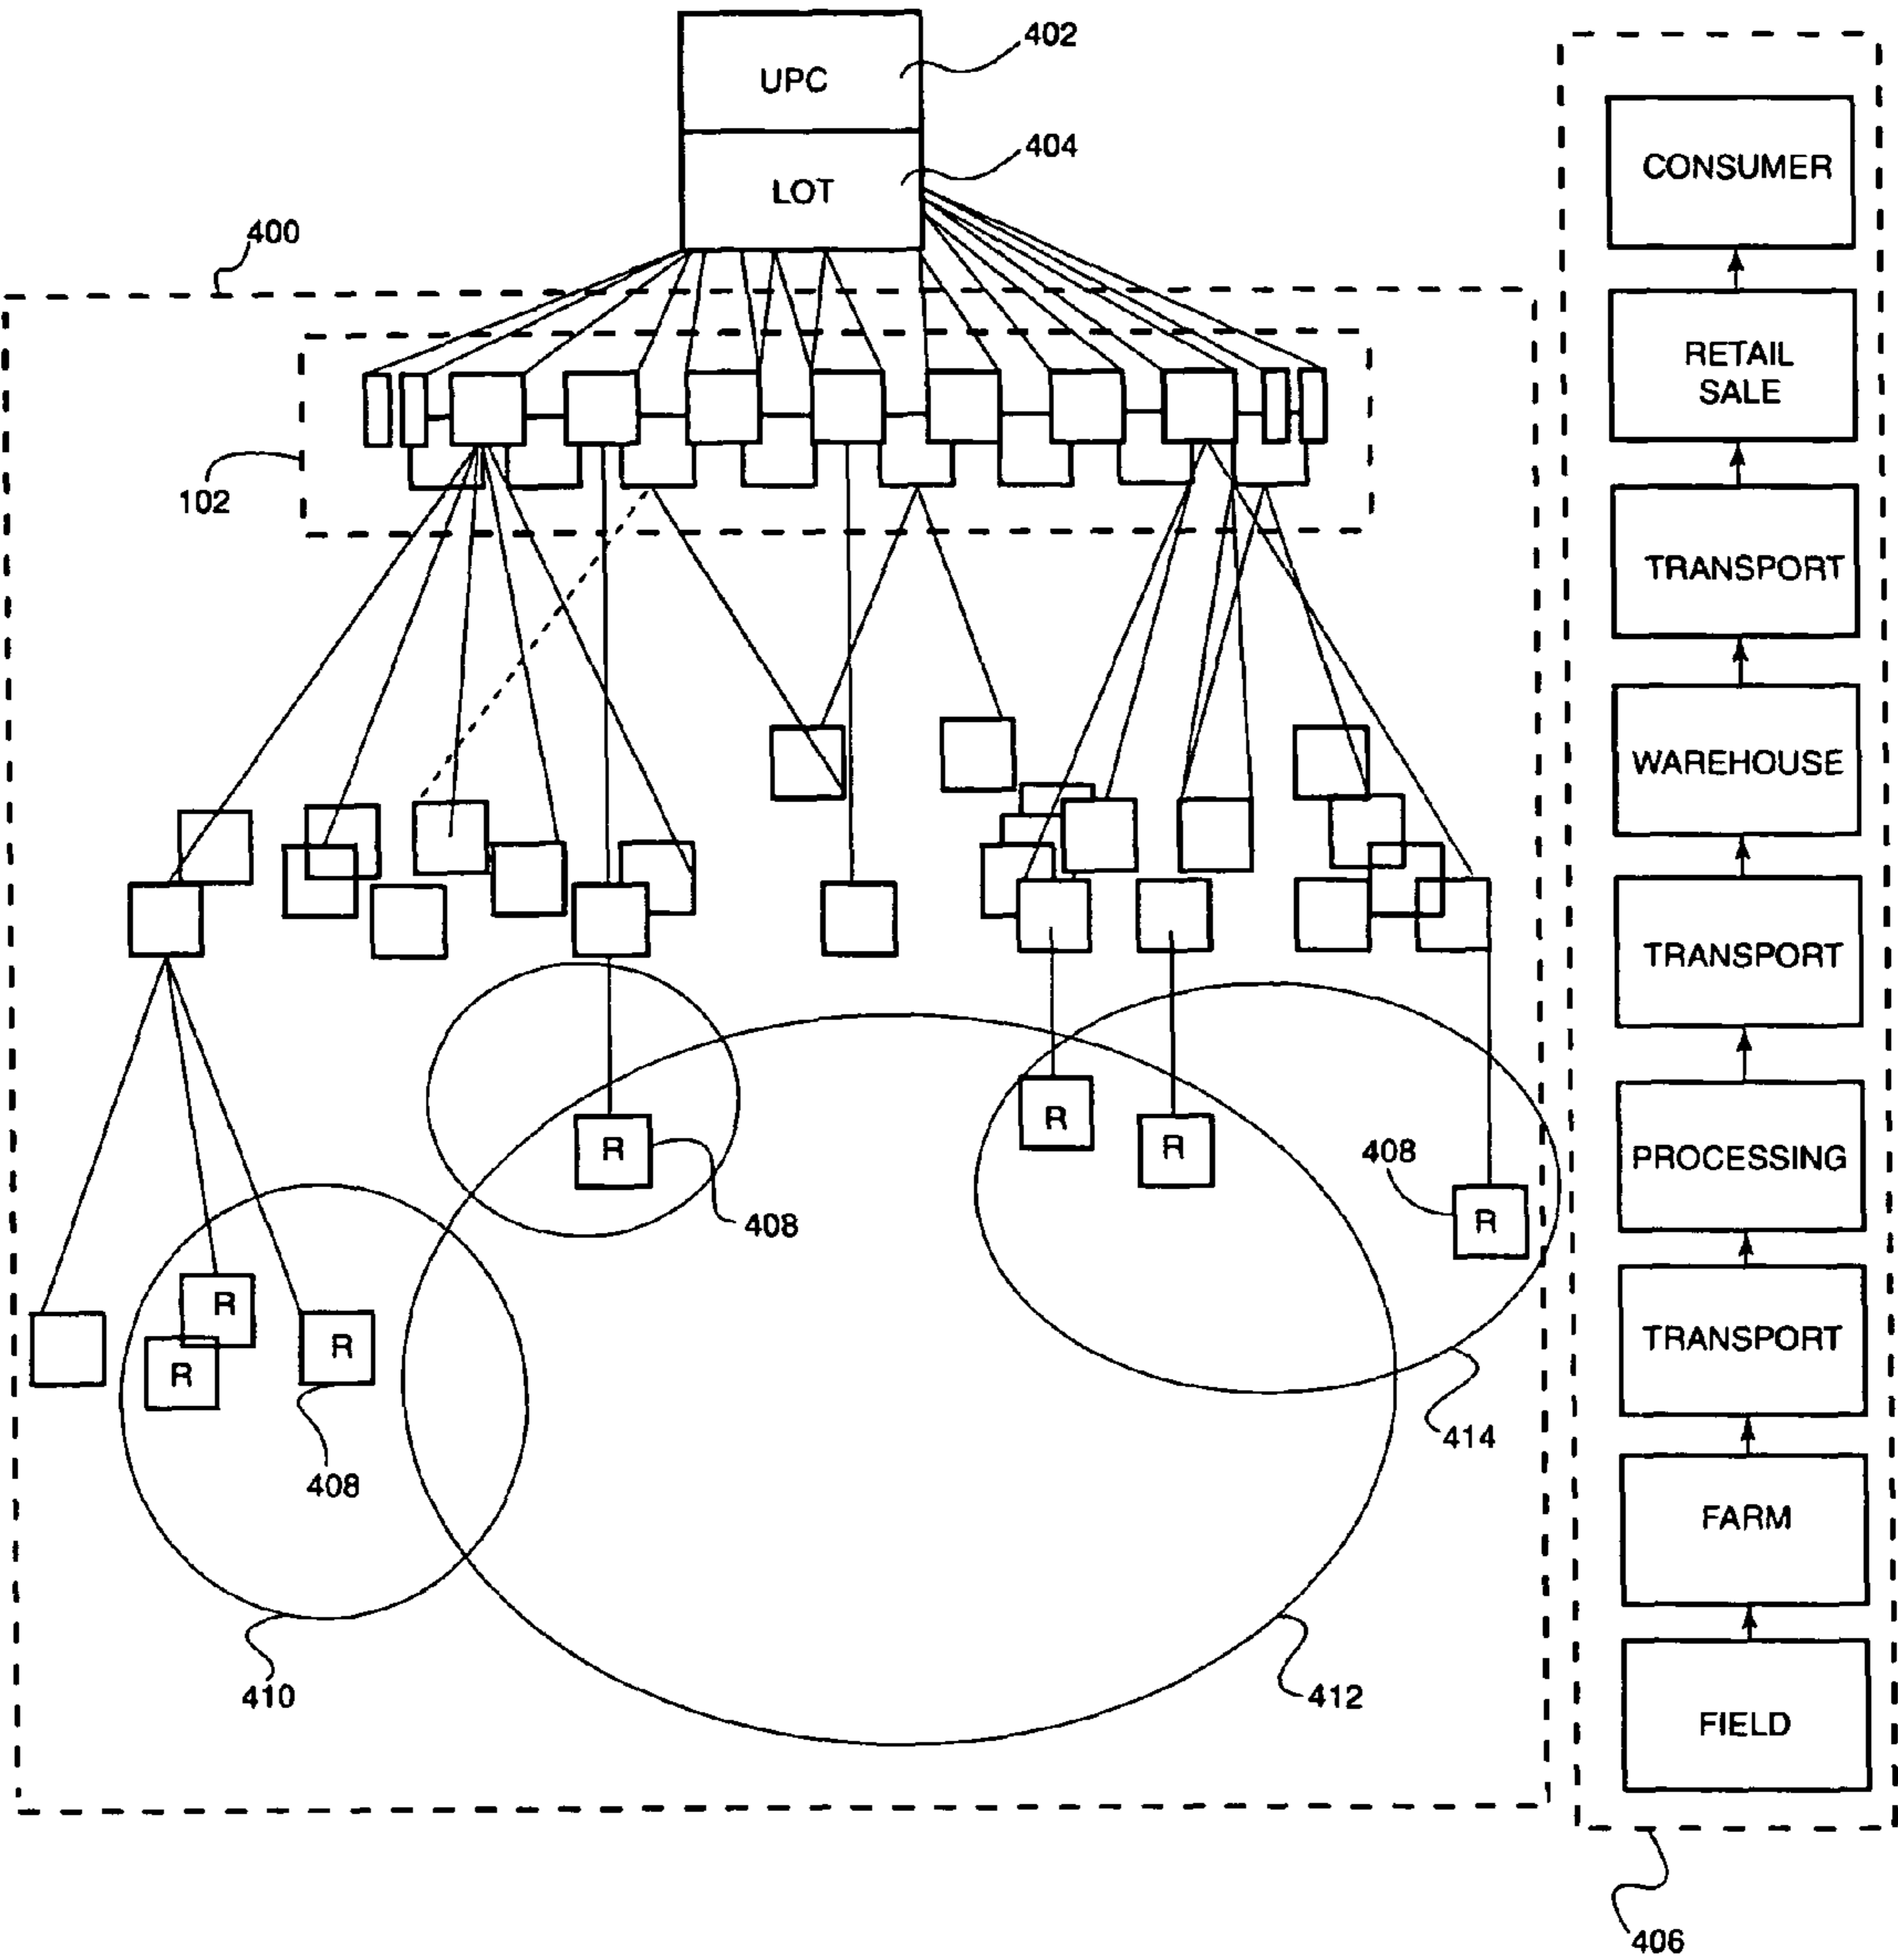 402
UPC
404
LOT
400
102
R
408
R
R
408
R
R
R
R
408
414
410
412
CONSUMER
RETAIL
SALE
TRANSPORT
WAREHOUSE
TRANSPORT
PROCESSING
TRANSPORT
FARM
FIELD
406